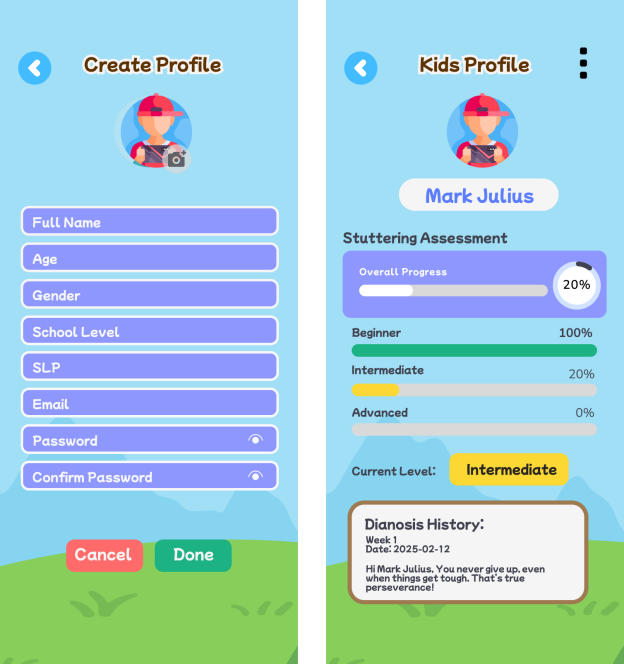 Create Profile
Full Name
Age
Gender
School Level
SLP
Email
Password
Confirm Password
Cancel
Done
Kids Profile
Mark Julius
Stuttering Assessment
Overall Progress
20%
Beginner
100%
Intermediate
20%
Advanced
0%
Current Level:
Intermediate
Dianosis History:
Week 1
Date: 2025-02-12
Hi Mark Julius, You never give up, even
when things get tough. That's true
perseverance!